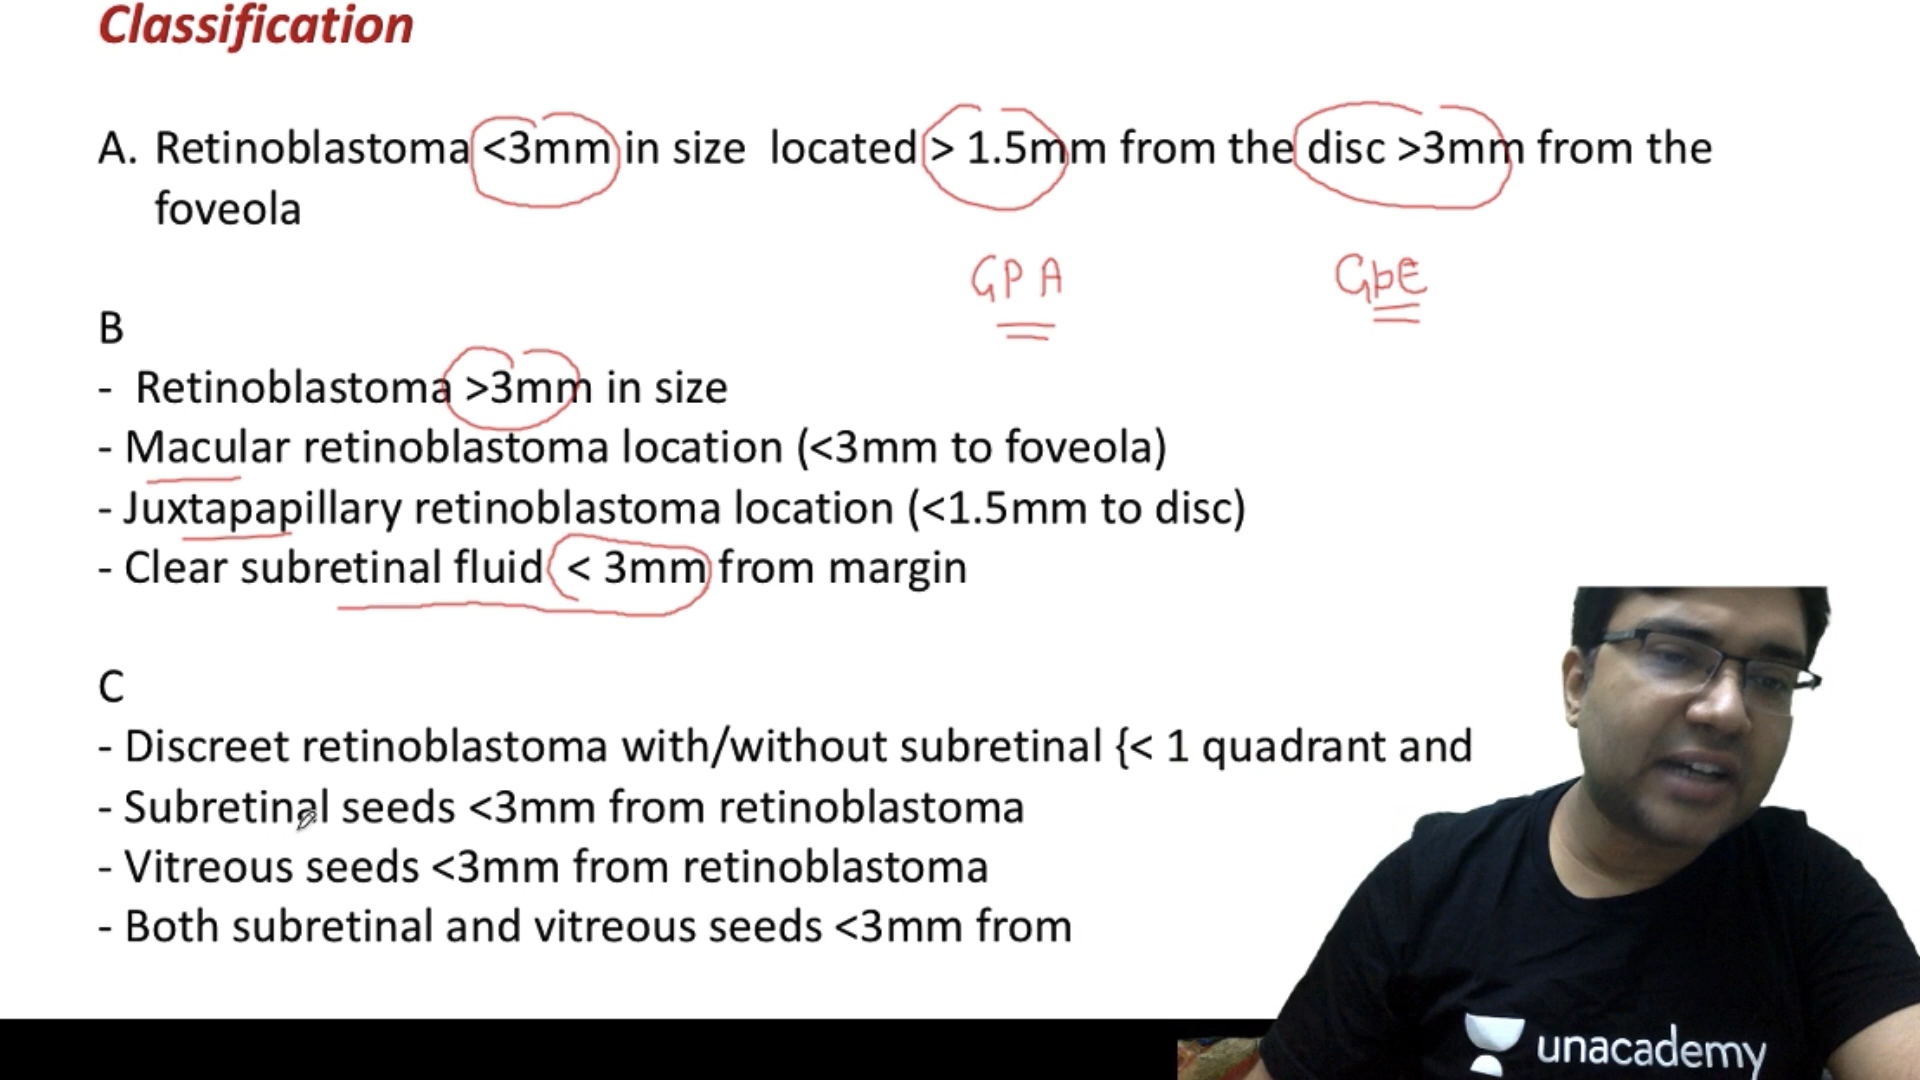 Classification
A. Retinoblastoma <3mm in size located > 1.5mm from the disc >3mm from the
foveola
GPA GbE
B
- Retinoblastoma >3mm in size
- Macular retinoblastoma location (<3mm to foveola)
- Juxtapapillary retinoblastoma location (<1.5mm to disc)
- Clear subretinal fluid < 3mm from margin
C
- Discreet retinoblastoma with/without subretinal {< 1 quadrant and
- Subretinal seeds <3mm from retinoblastoma
- Vitreous seeds <3mm from retinoblastoma
- Both subretinal and vitreous seeds <3mm from
unacademy